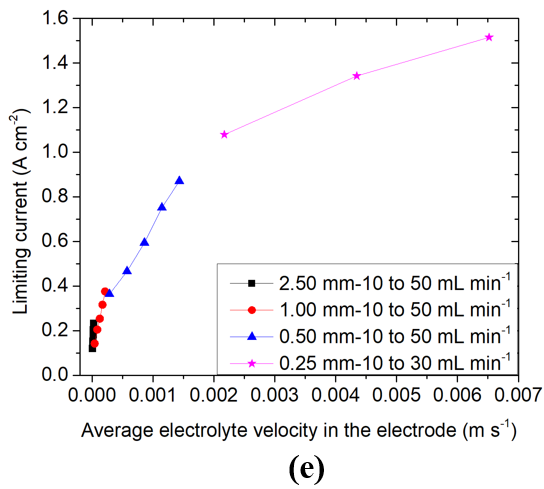 1.6
1.4
1.2
1.0
0.8
0.6
0.4
0.2
0.0
Limiting current (A cm⁻²)
2.50 mm-10 to 50 mL min⁻¹
1.00 mm-10 to 50 mL min⁻¹
0.50 mm-10 to 50 mL min⁻¹
0.25 mm-10 to 30 mL min⁻¹
0.000 0.001 0.002 0.003 0.004 0.005 0.006 0.007
Average electrolyte velocity in the electrode (m s⁻¹)
(e)